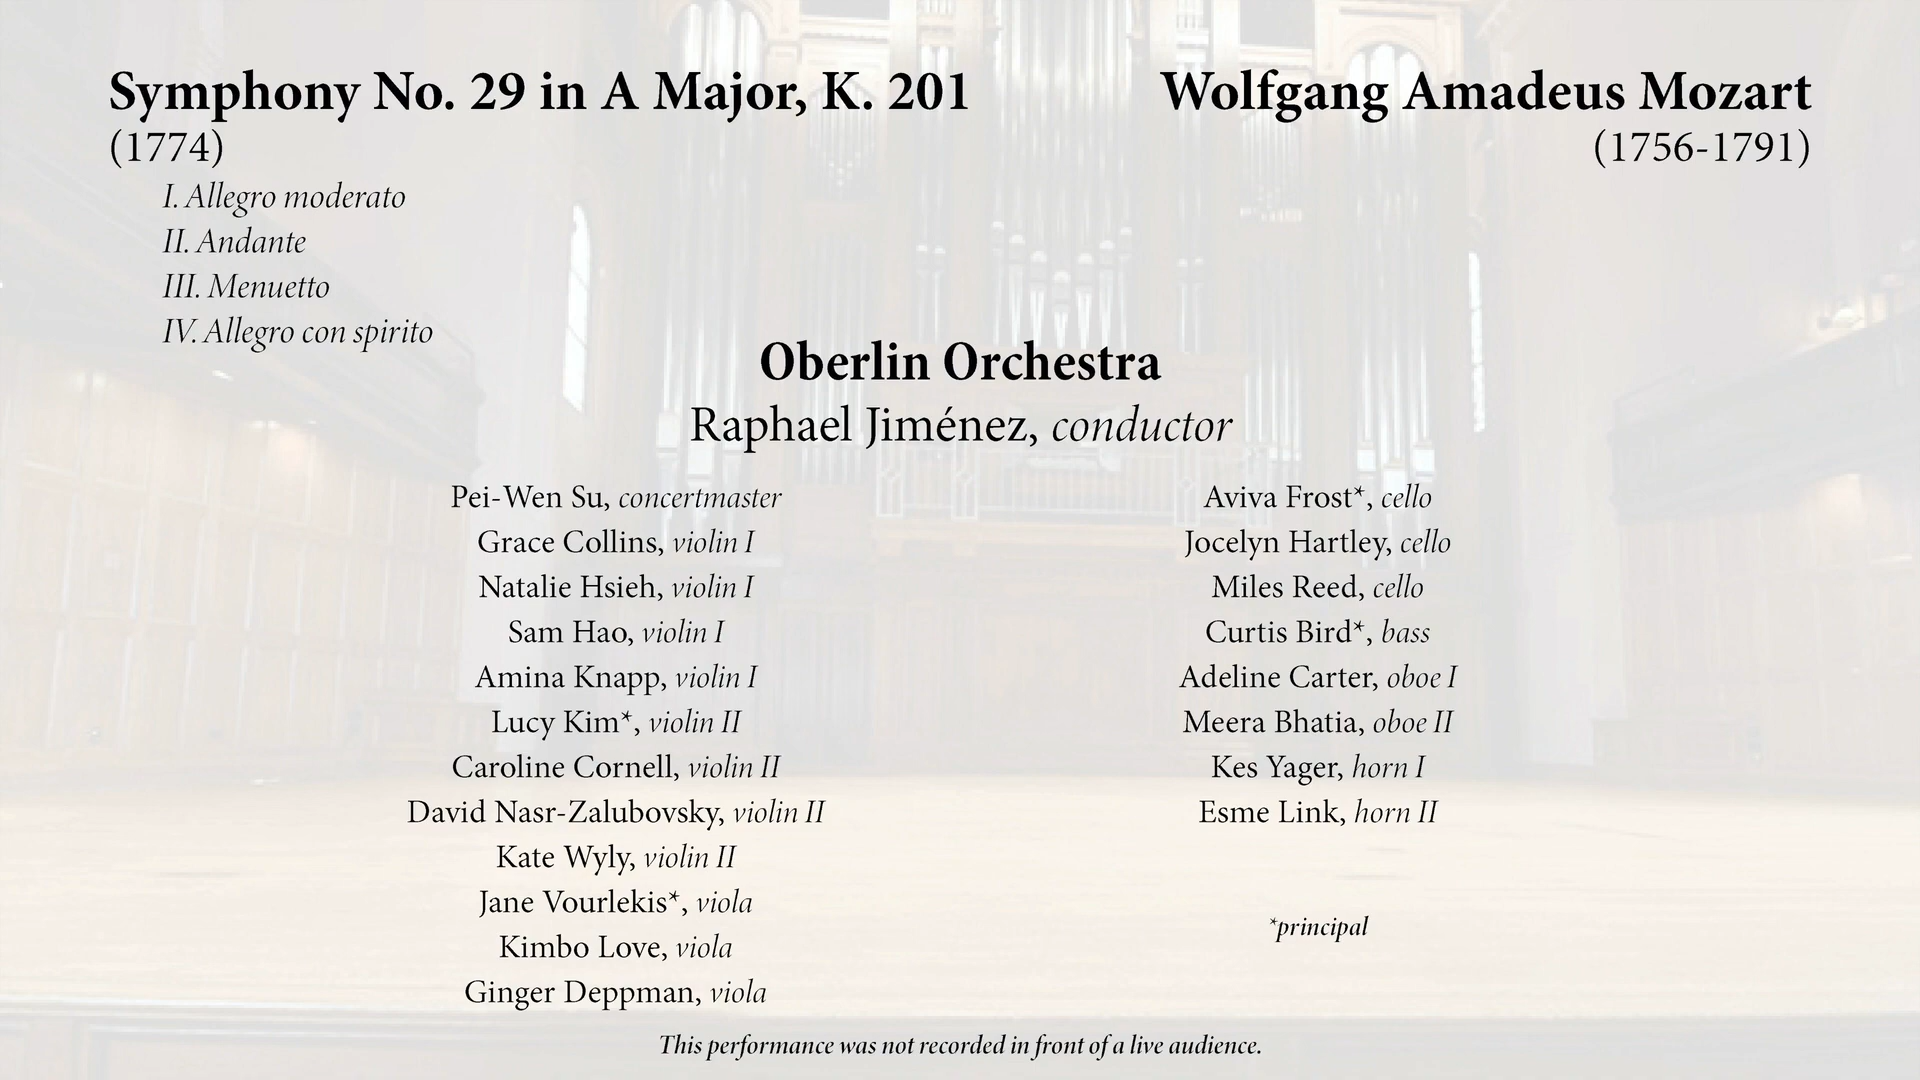 Symphony No. 29 in A Major, K. 201
(1774)
I. Allegro moderato
II. Andante
III. Menuetto
IV. Allegro con spirito
Wolfgang Amadeus Mozart
(1756-1791)
Oberlin Orchestra
Raphael Jiménez, conductor
Pei-Wen Su, concertmaster
Grace Collins, violin I
Natalie Hsieh, violin I
Sam Hao, violin I
Amina Knapp, violin I
Lucy Kim*, violin II
Caroline Cornell, violin II
David Nasr-Zalubovsky, violin II
Kate Wyly, violin II
Jane Vourlekis*, viola
Kimbo Love, viola
Ginger Deppman, viola
Aviva Frost*, cello
Jocelyn Hartley, cello
Miles Reed, cello
Curtis Bird*, bass
Adeline Carter, oboe I
Meera Bhatia, oboe II
Kes Yager, horn I
Esme Link, horn II
*principal
This performance was not recorded in front of a live audience.